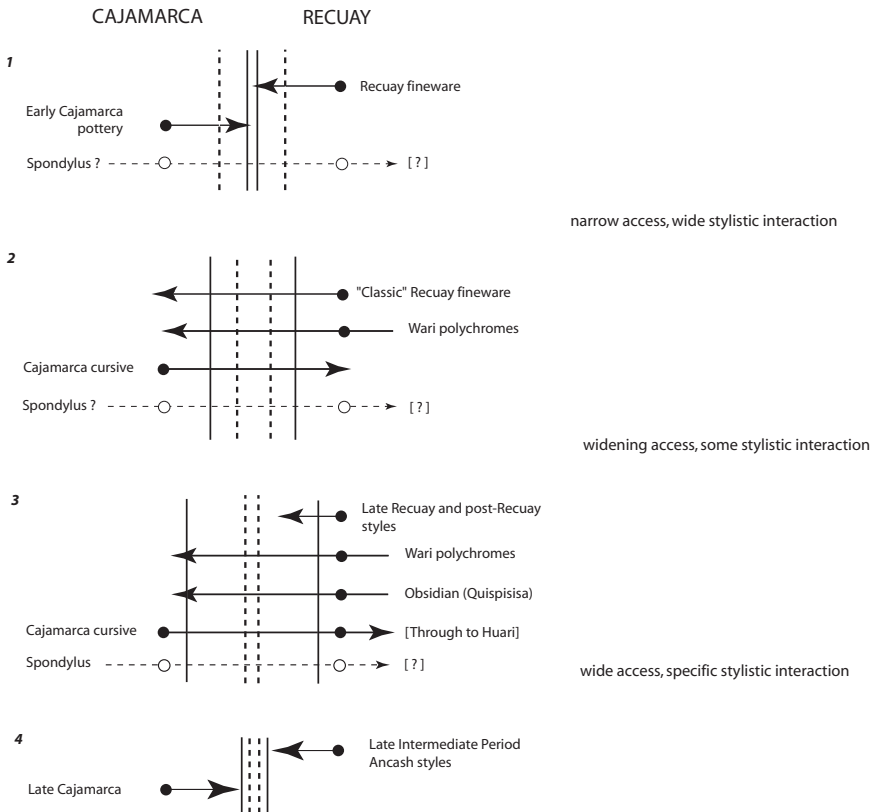 CAJAMARCA RECUAY
1
Recuay fineware
Early Cajamarca
pottery
Spondylus ? [ ? ]
narrow access, wide stylistic interaction
2
"Classic" Recuay fineware
Wari polychromes
Cajamarca cursive
Spondylus ? [ ? ]
widening access, some stylistic interaction
3
Late Recuay and post-Recuay
styles
Wari polychromes
Obsidian (Quispisisa)
Cajamarca cursive [Through to Huari]
Spondylus [ ? ]
wide access, specific stylistic interaction
4
Late Intermediate Period
Ancash styles
Late Cajamarca